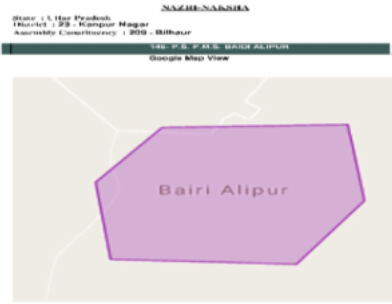 NAZRI-NAKSHA
State : Uttar Pradesh
District : 23 - Kanpur Nagar
Assembly Constituency : 209 - Bilhaur
146- P.S. P.M.S. BAIDI ALIPUR
Google Map View
Bairi Alipur